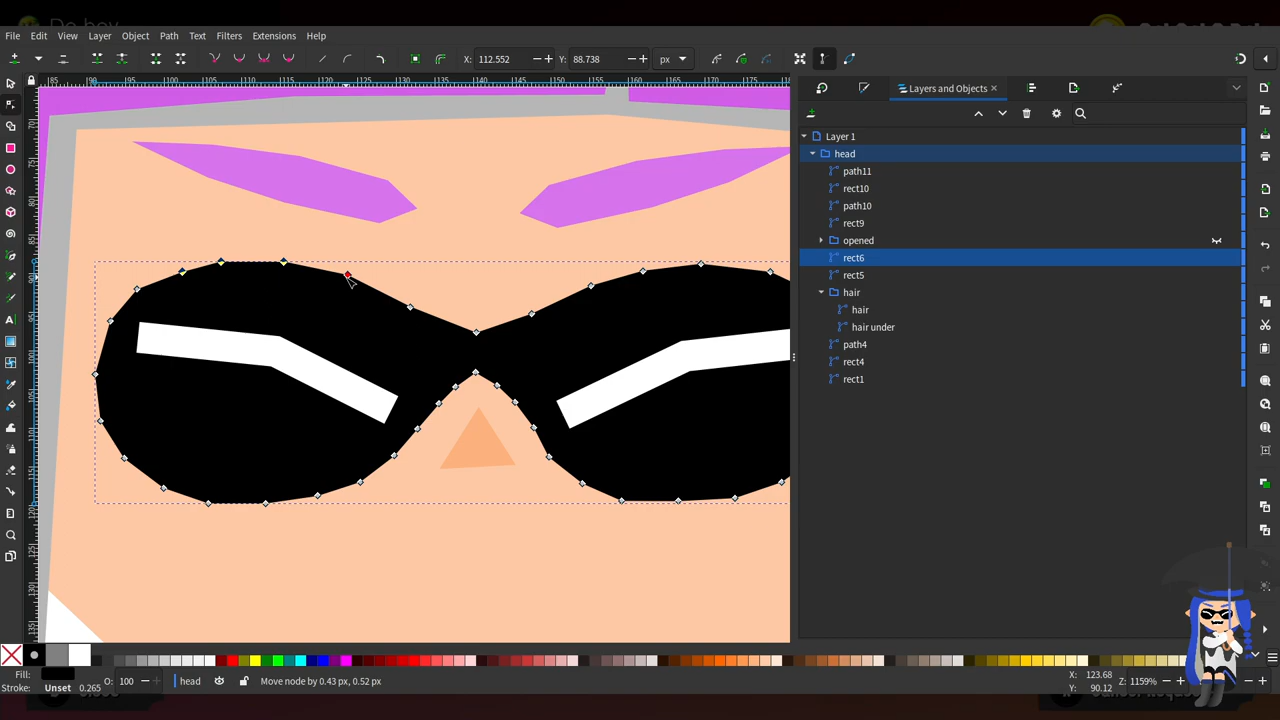 File Edit View Layer Object Path Text Filters Extensions Help
X: 112.552 Y: 88.738 px
Layers and Objects
Layer 1
head
path11
rect10
path10
rect9
opened
rect6
rect5
hair
hair
hair under
path4
rect4
rect1
Fill:
Stroke: Unset 0.265
O: 100
head
Move node by 0.43 px, 0.52 px
X: 123.68
Y: 90.12
Z: 1159%